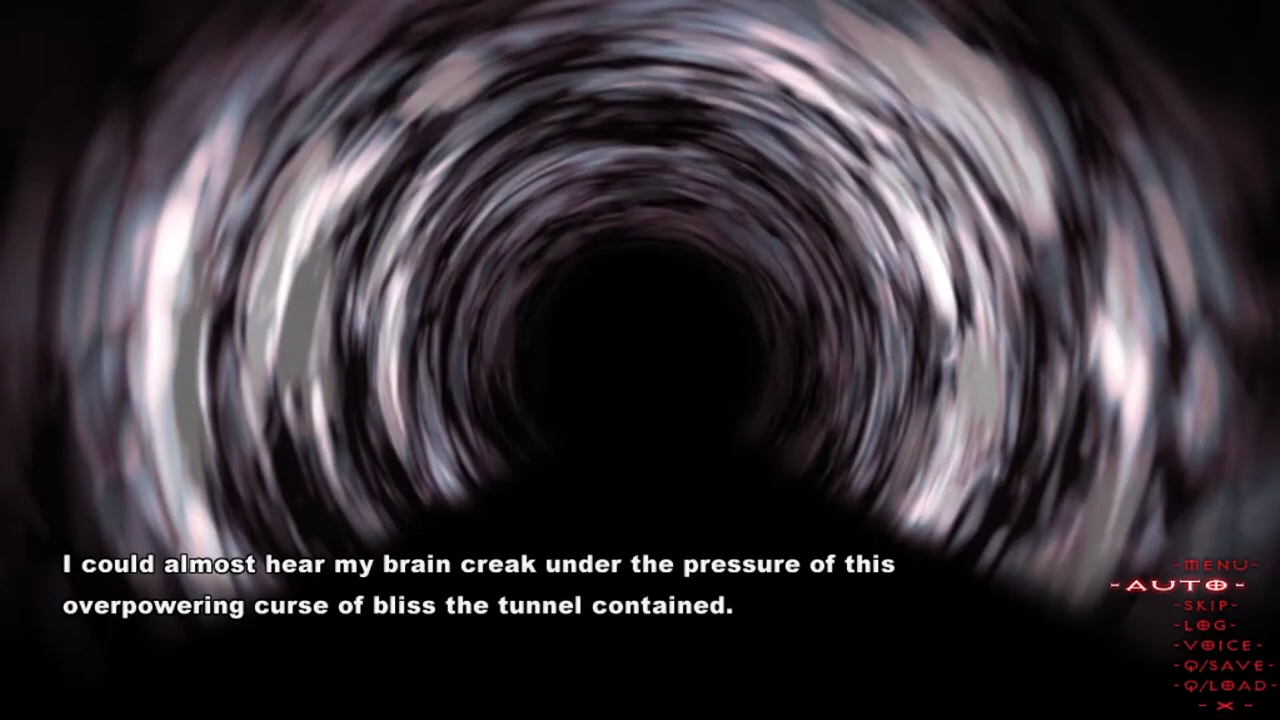 I could almost hear my brain creak under the pressure of this
overpowering curse of bliss the tunnel contained.
-MENU-
-AUTO-
-SKIP-
-LOG-
-VOICE-
-Q/SAVE-
-Q/LOAD-
-X-